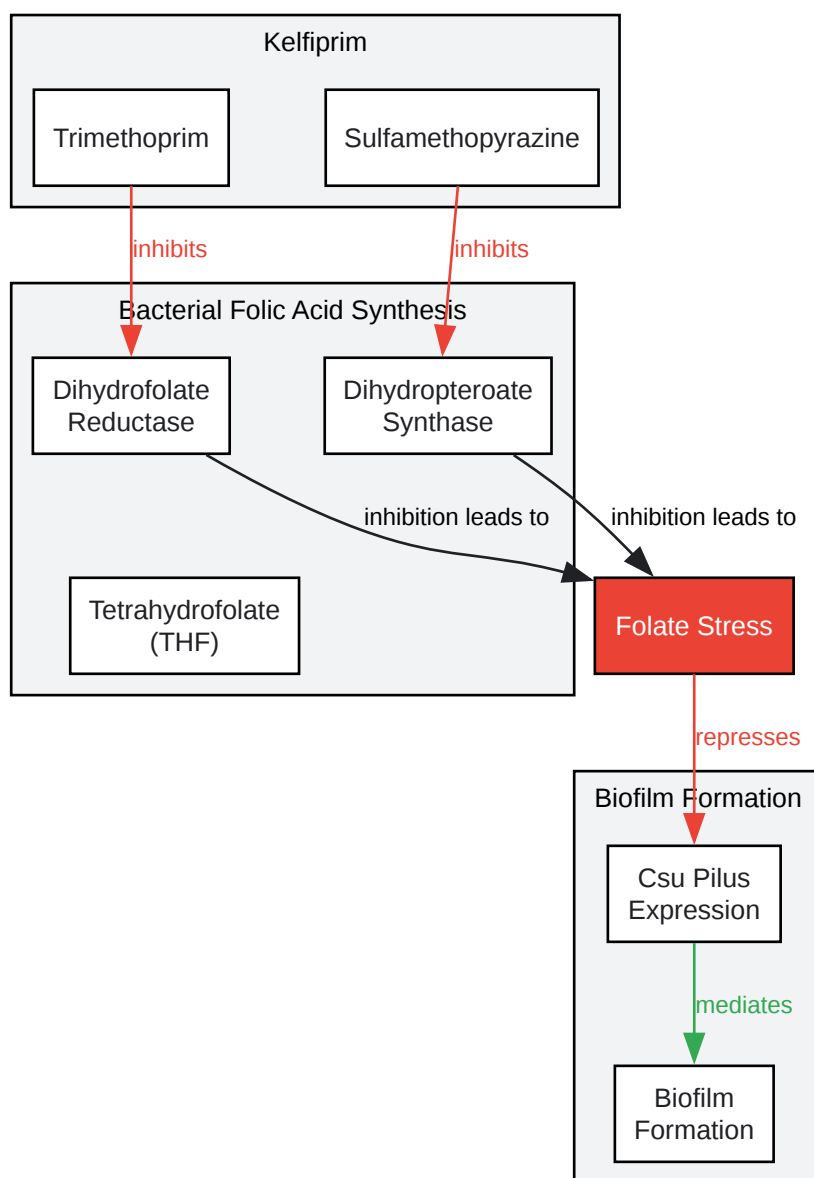 Kelfiprim
Trimethoprim
Sulfamethopyrazine
inhibits
inhibits
Bacterial Folic Acid Synthesis
Dihydrofolate
Reductase
Dihydropteroate
Synthase
inhibition leads to
inhibition leads to
Tetrahydrofolate
(THF)
Folate Stress
represses
Biofilm Formation
Csu Pilus
Expression
mediates
Biofilm
Formation